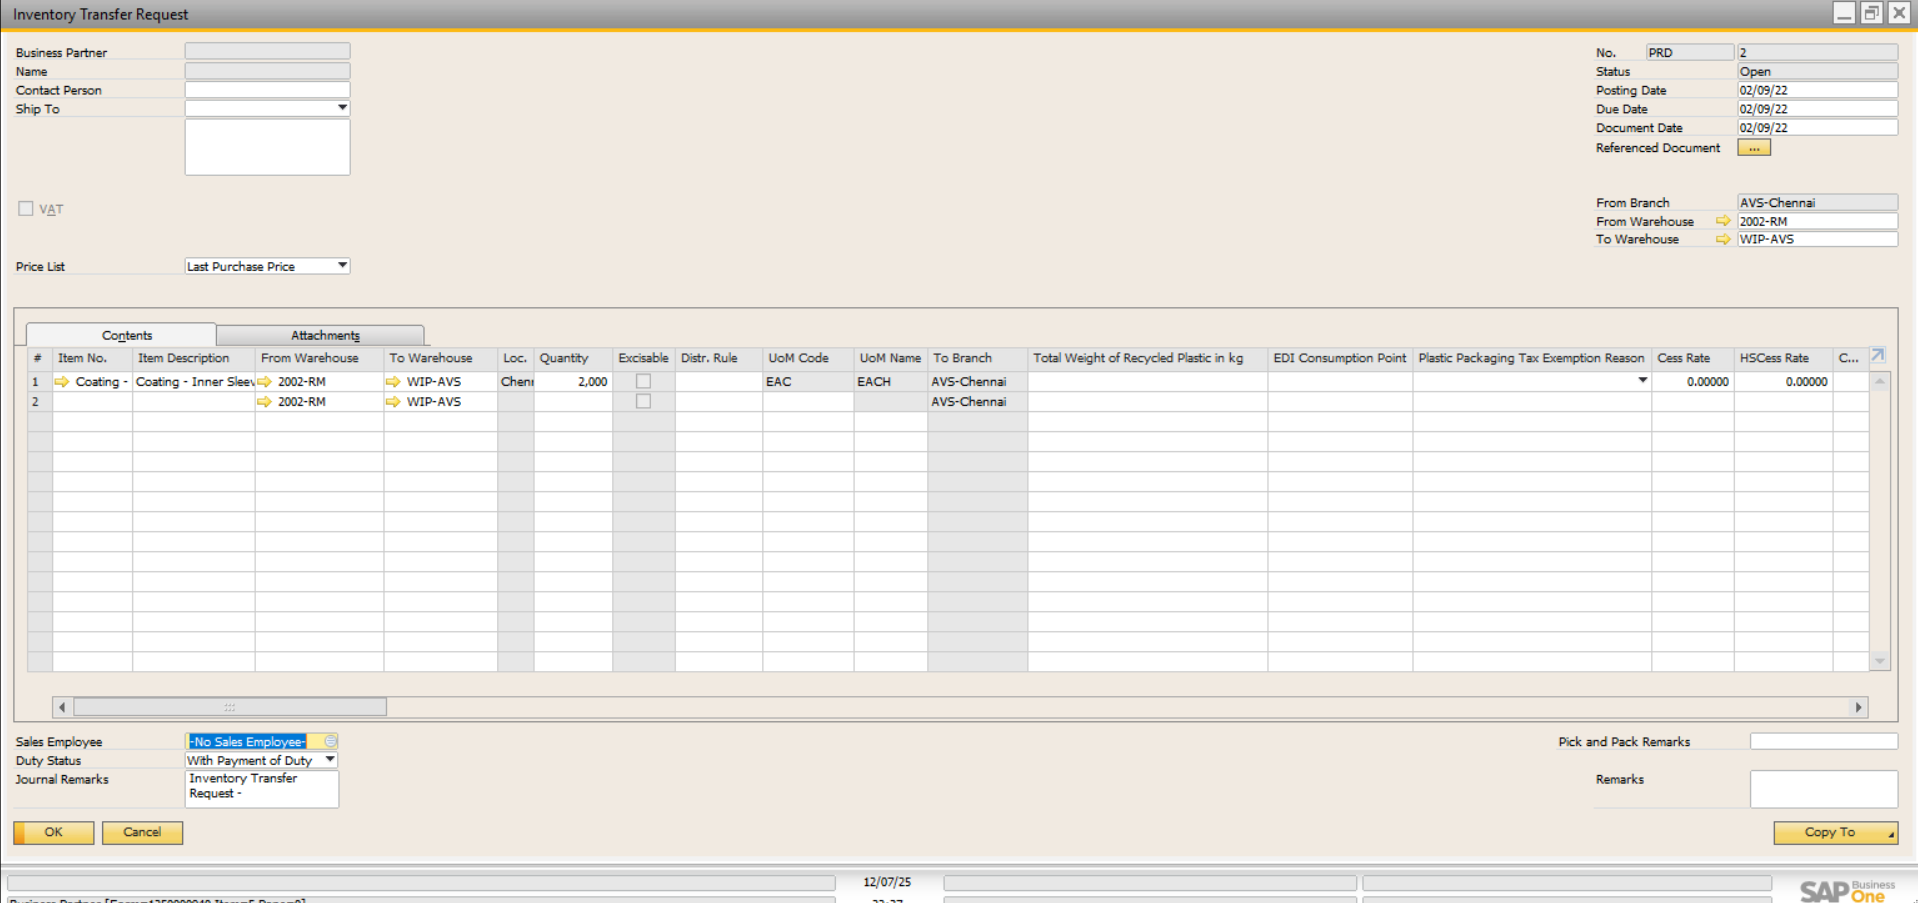 Inventory Transfer Request
Business Partner
Name
Contact Person
Ship To
VAT
Price List Last Purchase Price
No. PRD 2
Status Open
Posting Date 02/09/22
Due Date 02/09/22
Document Date 02/09/22
Referenced Document ...
From Branch AVS-Chennai
From Warehouse 2002-RM
To Warehouse WIP-AVS
Contents Attachments
# Item No. Item Description From Warehouse To Warehouse Loc. Quantity Excisable Distr. Rule UoM Code UoM Name To Branch Total Weight of Recycled Plastic in kg EDI Consumption Point Plastic Packaging Tax Exemption Reason Cess Rate HSCess Rate C...
1 Coating - Coating - Inner Sleev 2002-RM WIP-AVS Chenn 2,000 EAC EACH AVS-Chennai 0.00000 0.00000
2 2002-RM WIP-AVS AVS-Chennai
Sales Employee -No Sales Employee-
Duty Status With Payment of Duty
Journal Remarks Inventory Transfer
Request -
Pick and Pack Remarks
Remarks
OK Cancel Copy To
12/07/25
SAP Business
One